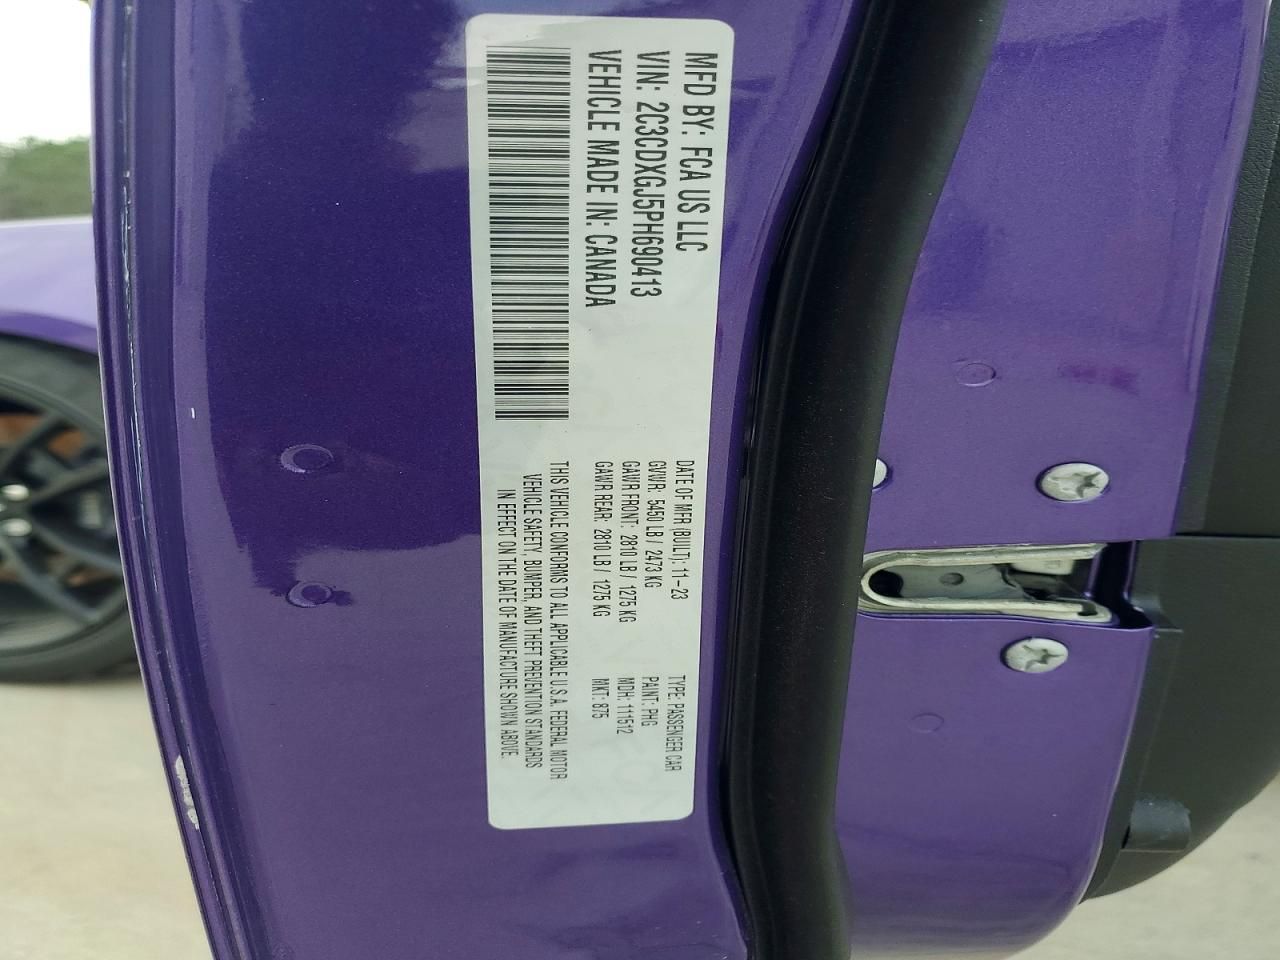 MFD BY: FCA US LLC
VIN: 2C3CDXGJ5PH690413
VEHICLE MADE IN: CANADA
DATE OF MFR (BUILT): 11-23
GVWR: 5450 LB / 2473 KG
GAWR FRONT: 2810 LB / 1275 KG
GAWR REAR: 2810 LB / 1275 KG
TYPE: PASSENGER CAR
PAINT: PHG
MDH: 111512
MKT: 875
THIS VEHICLE CONFORMS TO ALL APPLICABLE U.S.A. FEDERAL MOTOR
VEHICLE SAFETY, BUMPER, AND THEFT PREVENTION STANDARDS
IN EFFECT ON THE DATE OF MANUFACTURE SHOWN ABOVE.